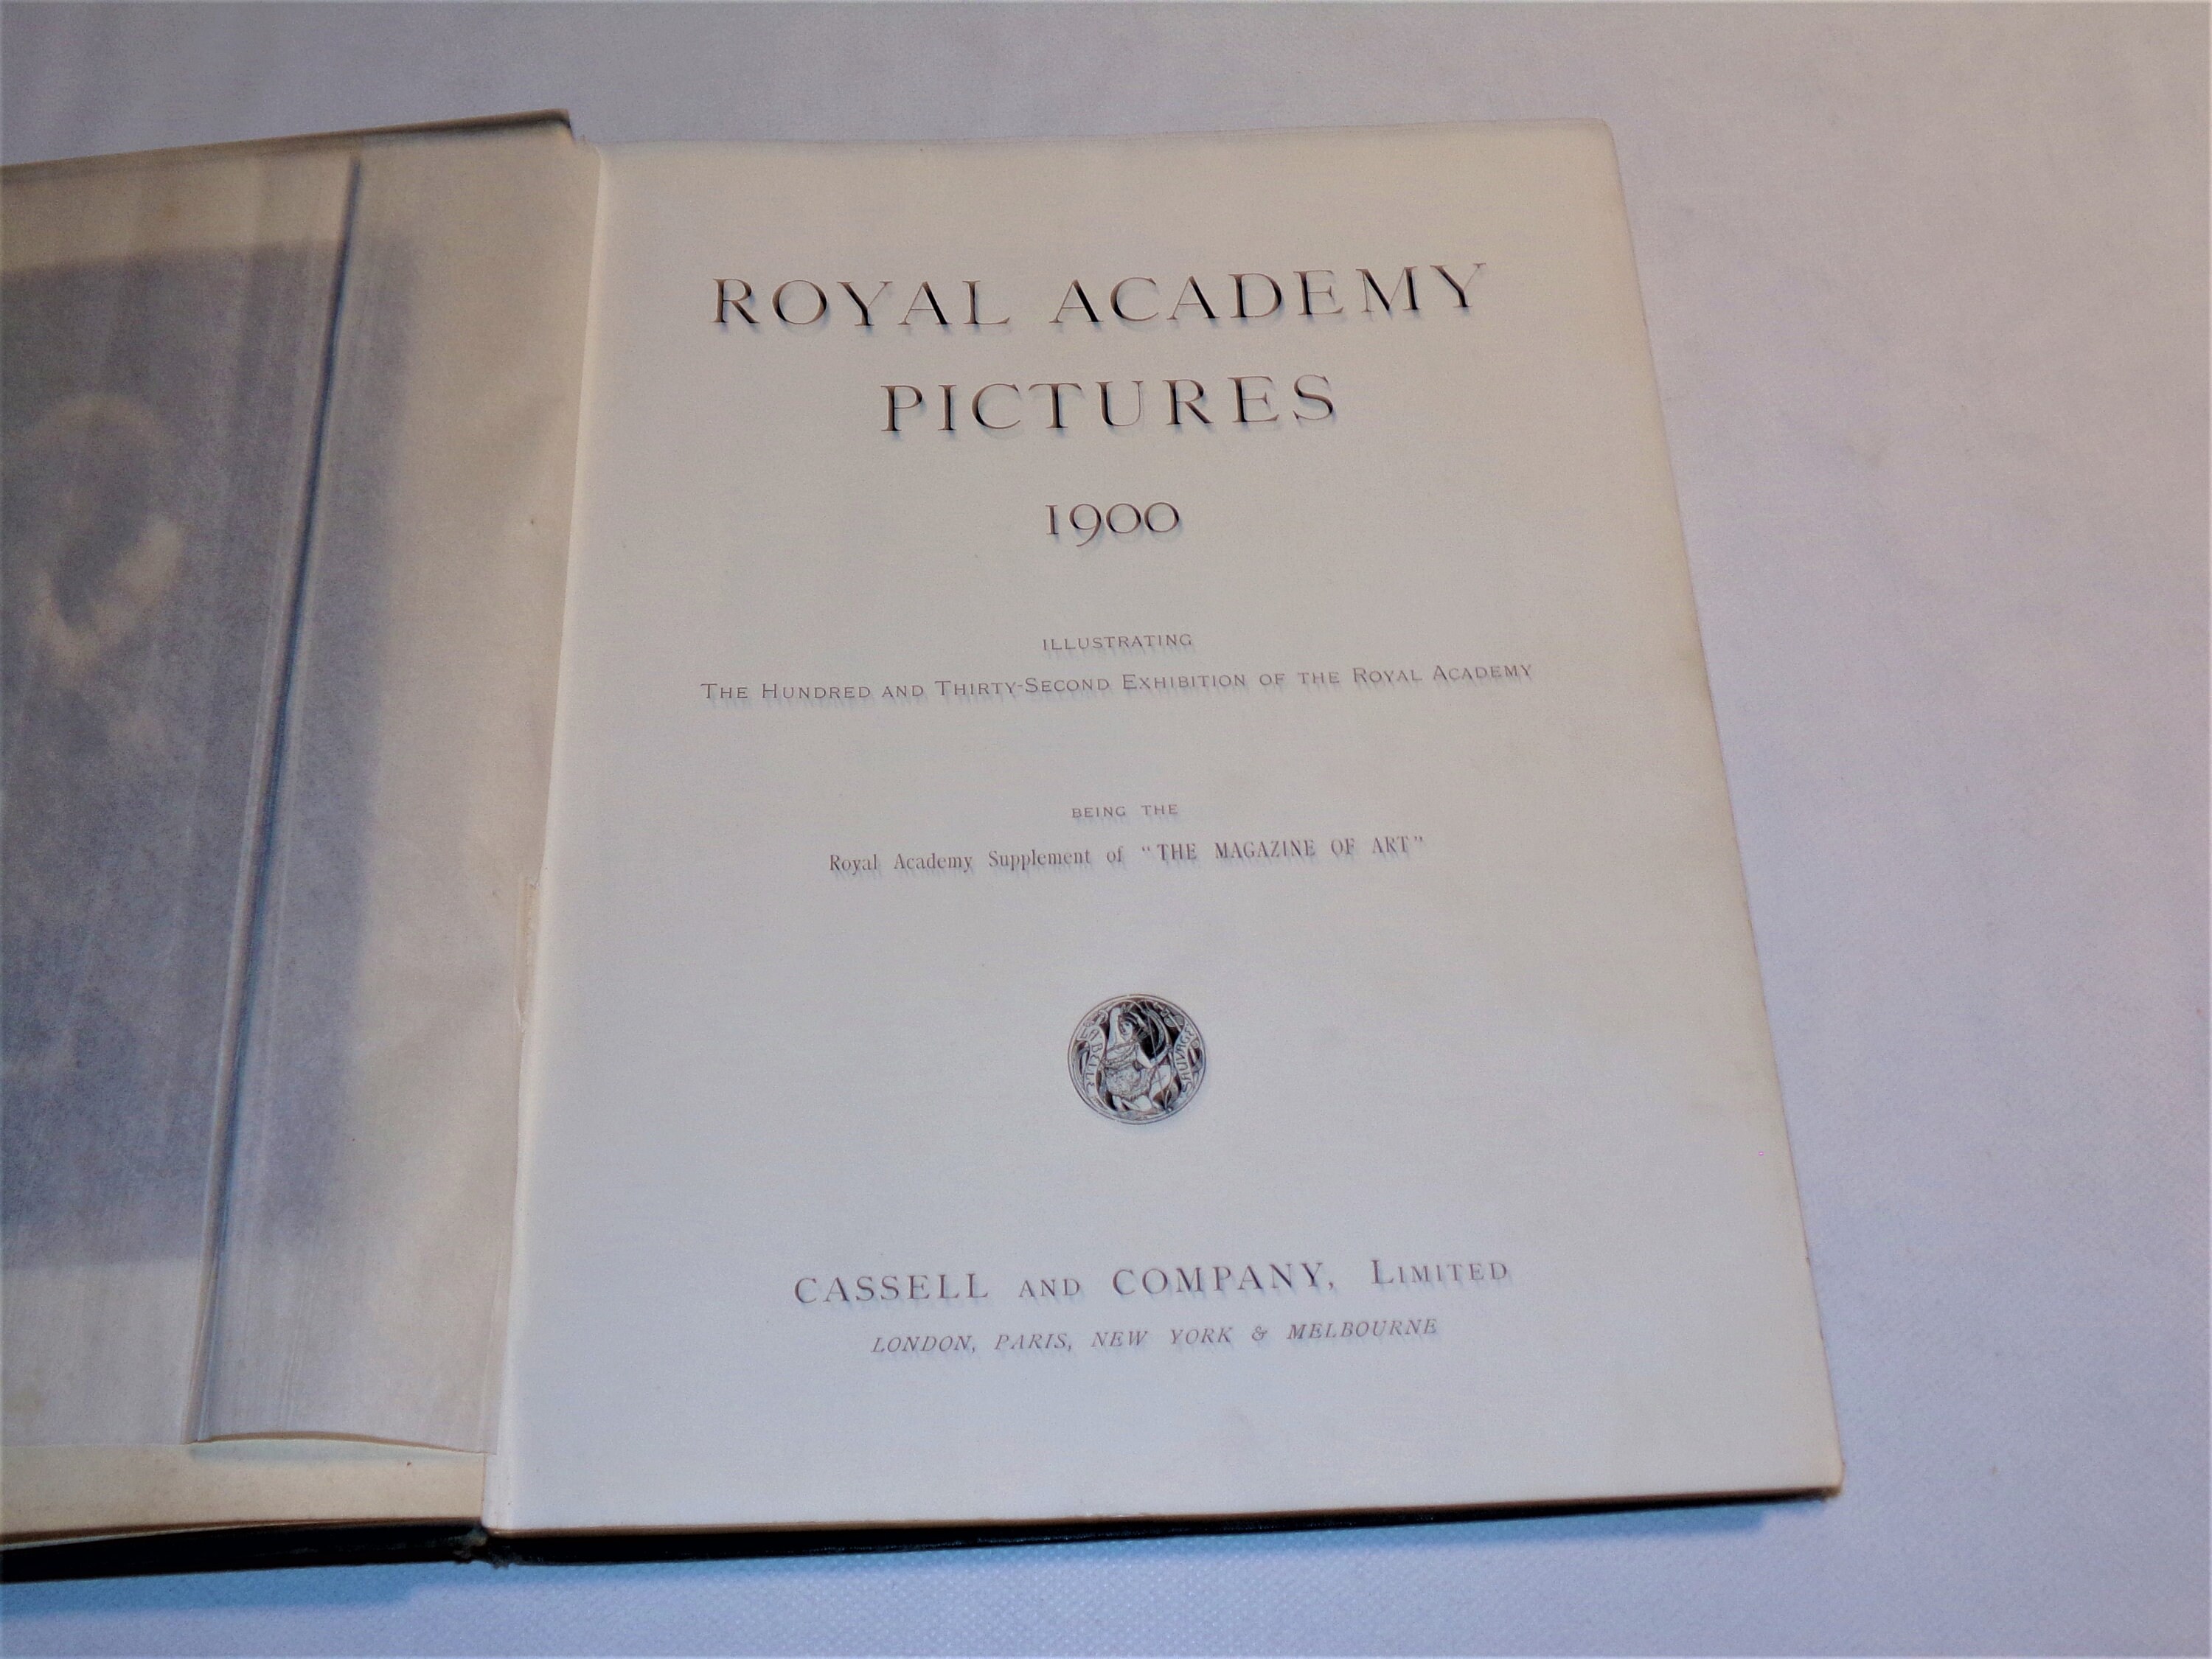 ROYAL ACADEMY
PICTURES
1900
ILLUSTRATING
THE HUNDRED AND THIRTY-SECOND EXHIBITION OF THE ROYAL ACADEMY
BEING THE
Royal Academy Supplement of "THE MAGAZINE OF ART"
CASSELL AND COMPANY, LIMITED
LONDON, PARIS, NEW YORK & MELBOURNE